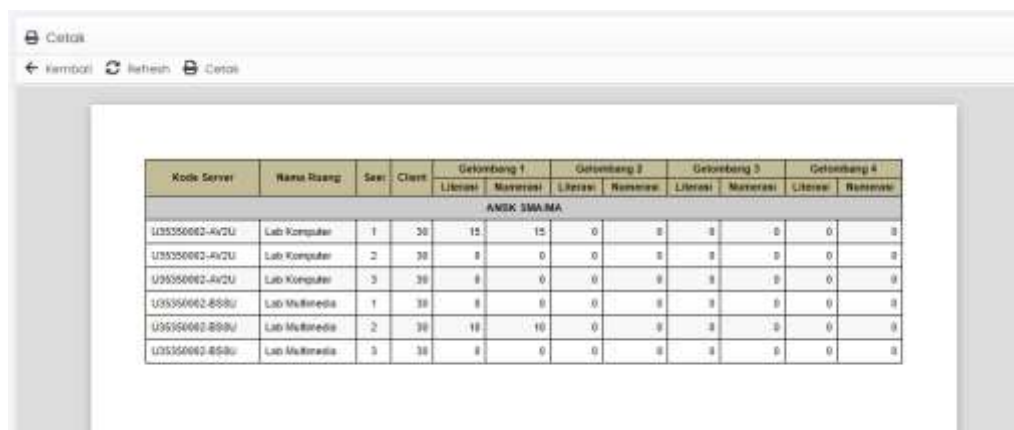 Cetak
Kembali Refresh Cetak
Kode Server Nama Ruang Sesi Client Gelombang 1 Gelombang 2 Gelombang 3 Gelombang 4
Literasi Numerasi Literasi Numerasi Literasi Numerasi Literasi Numerasi
SMA/MA
Lab Komputer 1 30 15 15 0 0 0 0 0 0
Lab Komputer 2 30 0 0 0 0 0 0 0 0
Lab Komputer 3 30 0 0 0 0 0 0 0 0
Lab Multimedia 1 30 0 0 0 0 0 0 0 0
Lab Multimedia 2 30 10 10 0 0 0 0 0 0
Lab Multimedia 3 30 0 0 0 0 0 0 0 0